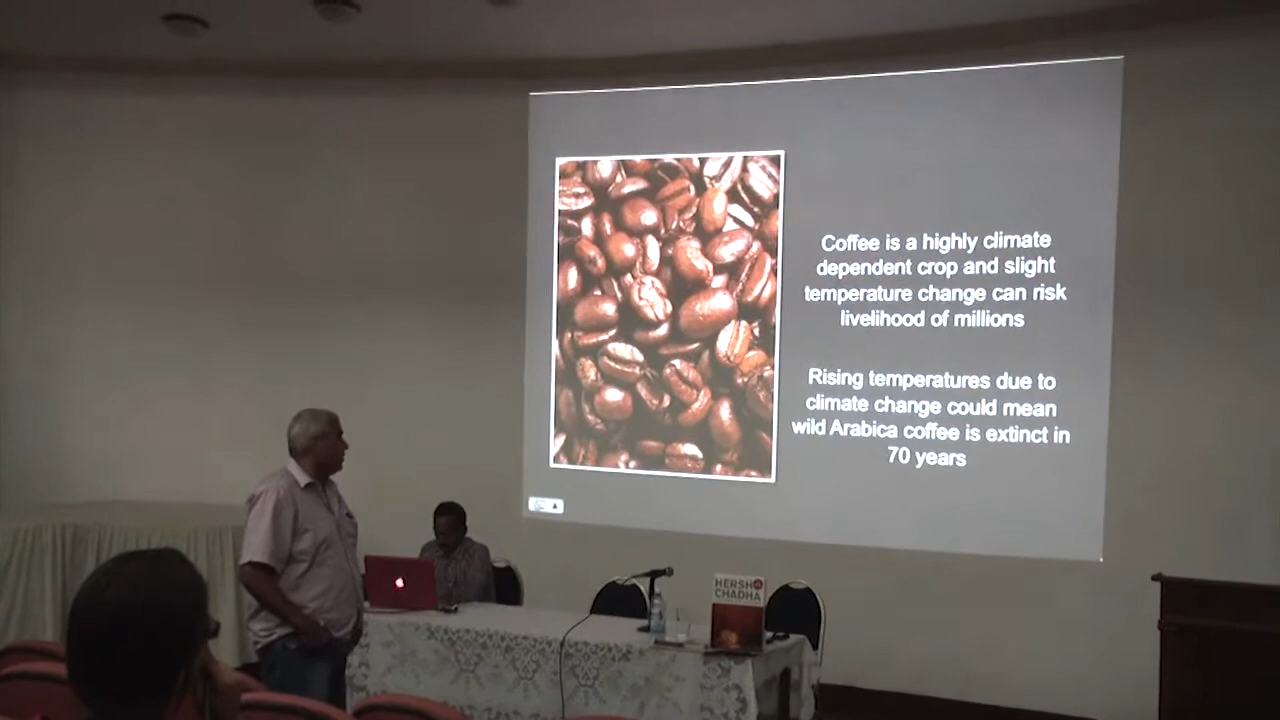 Coffee is a highly climate
dependent crop and slight
temperature change can risk
livelihood of millions
Rising temperatures due to
climate change could mean
wild Arabica coffee is extinct in
70 years
HERSH
CHADHA